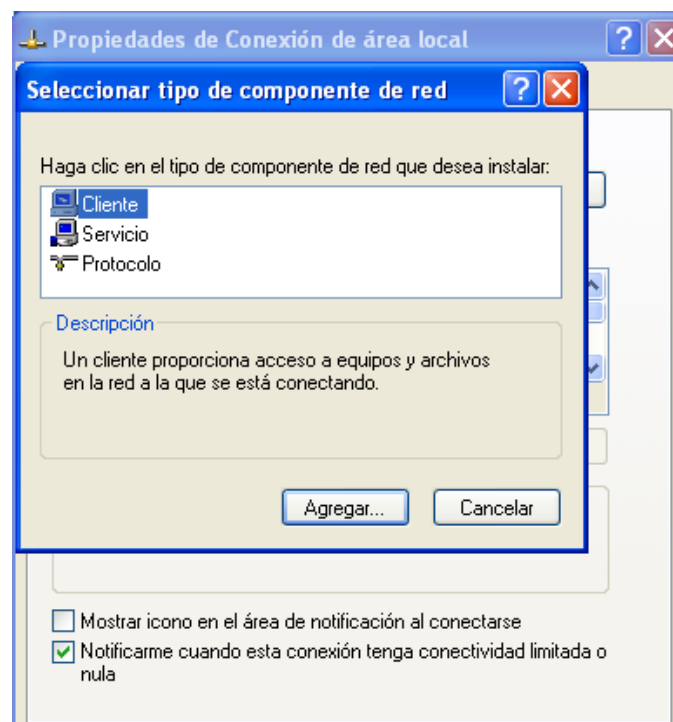 Propiedades de Conexión de área local
Seleccionar tipo de componente de red
Haga clic en el tipo de componente de red que desea instalar:
Cliente
Servicio
Protocolo
Descripción
Un cliente proporciona acceso a equipos y archivos
en la red a la que se está conectando.
Agregar...
Cancelar
Mostrar icono en el área de notificación al conectarse
Notificarme cuando esta conexión tenga conectividad limitada o
nula